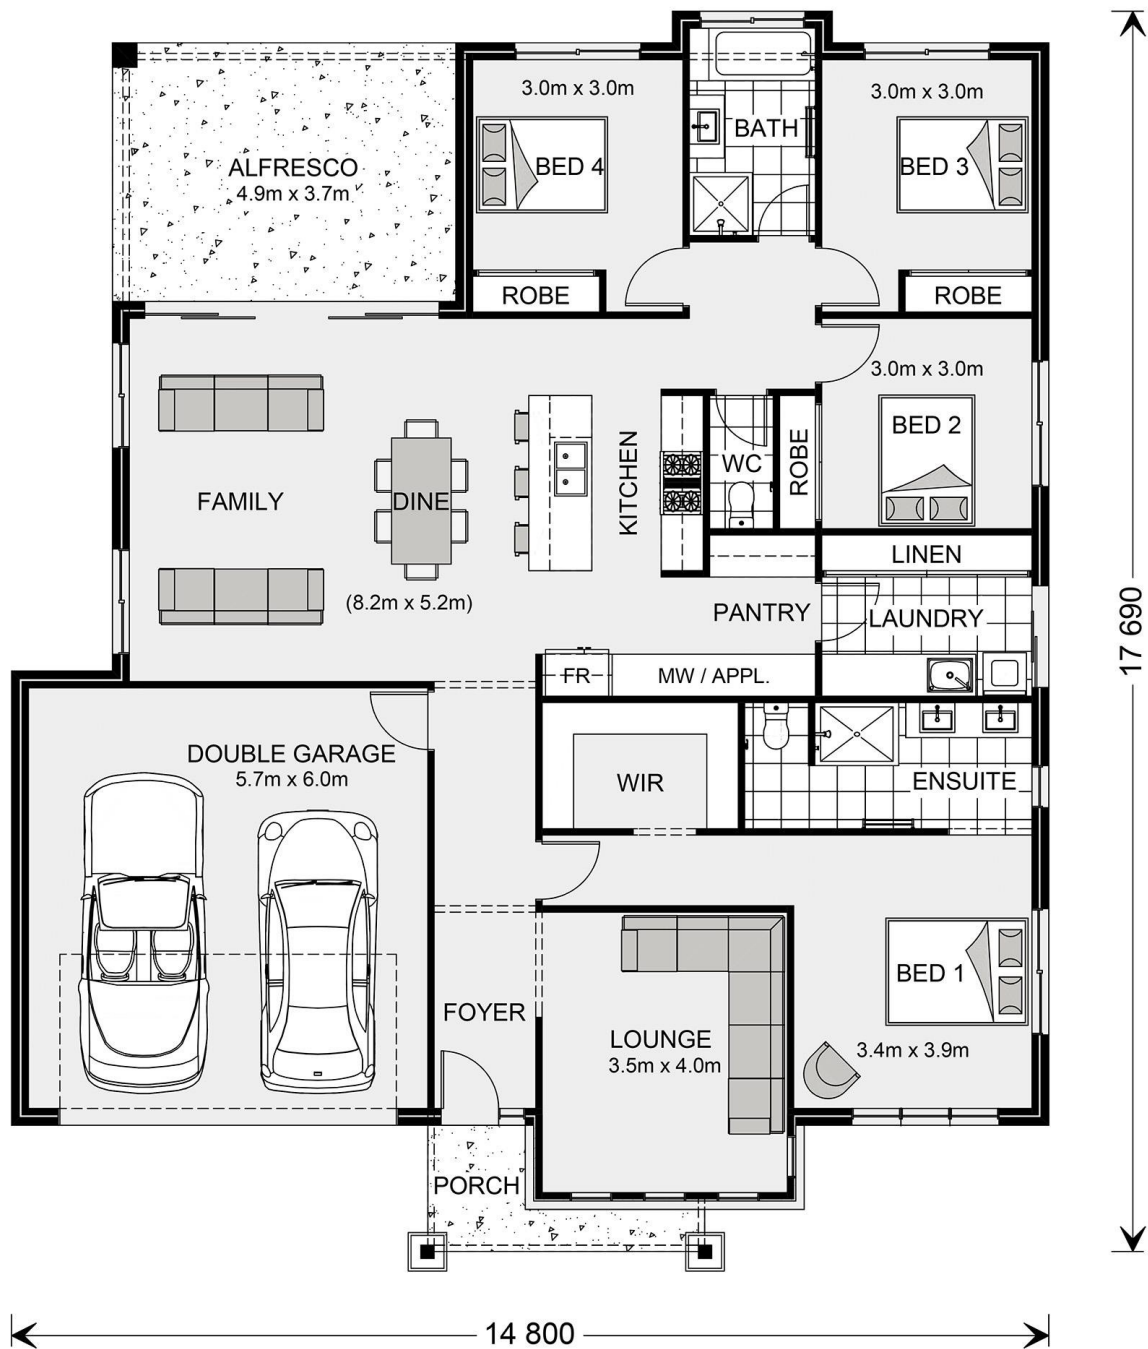 3.0m x 3.0m
BED 4
ROBE
BATH
3.0m x 3.0m
BED 3
ROBE
ALFRESCO
4.9m x 3.7m
3.0m x 3.0m
BED 2
ROBE
WC
KITCHEN
DINE
FAMILY
(8.2m x 5.2m)
LINEN
PANTRY
LAUNDRY
FR
MW / APPL.
17 690
DOUBLE GARAGE
5.7m x 6.0m
WIR
ENSUITE
BED 1
3.4m x 3.9m
FOYER
LOUNGE
3.5m x 4.0m
PORCH
14 800